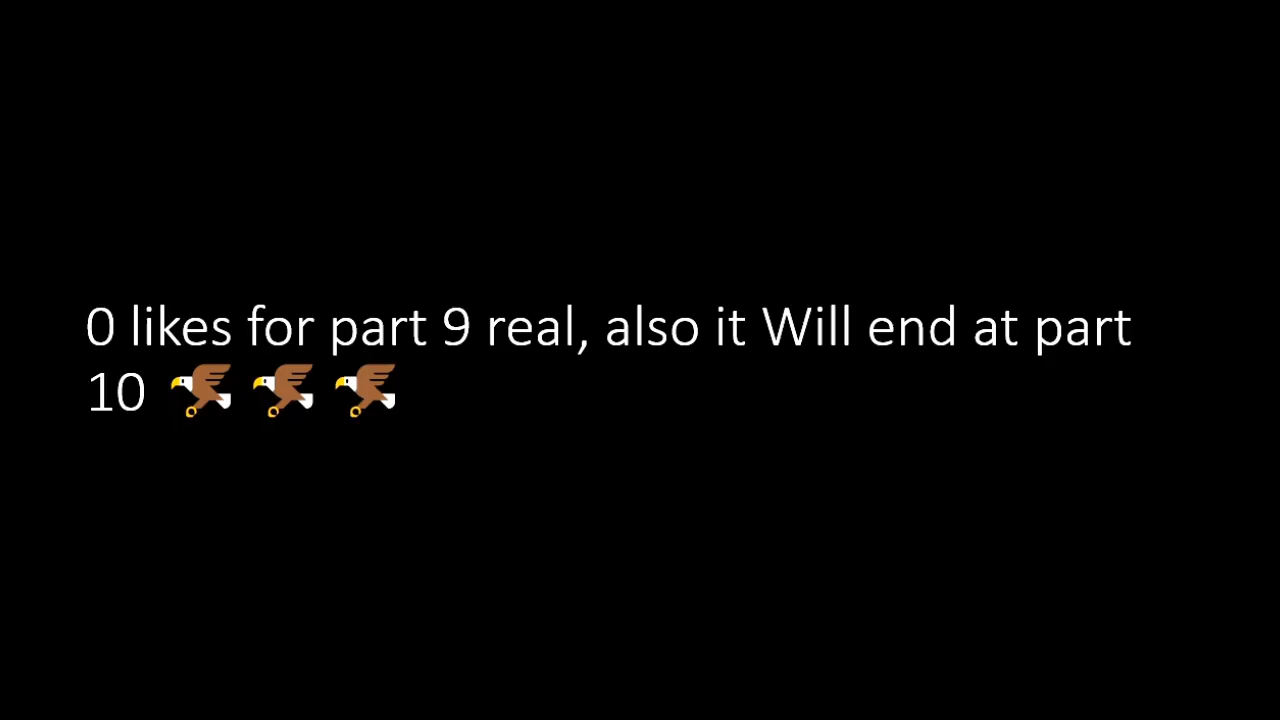 0 likes for part 9 real, also it Will end at part
10 🦅 🦅 🦅